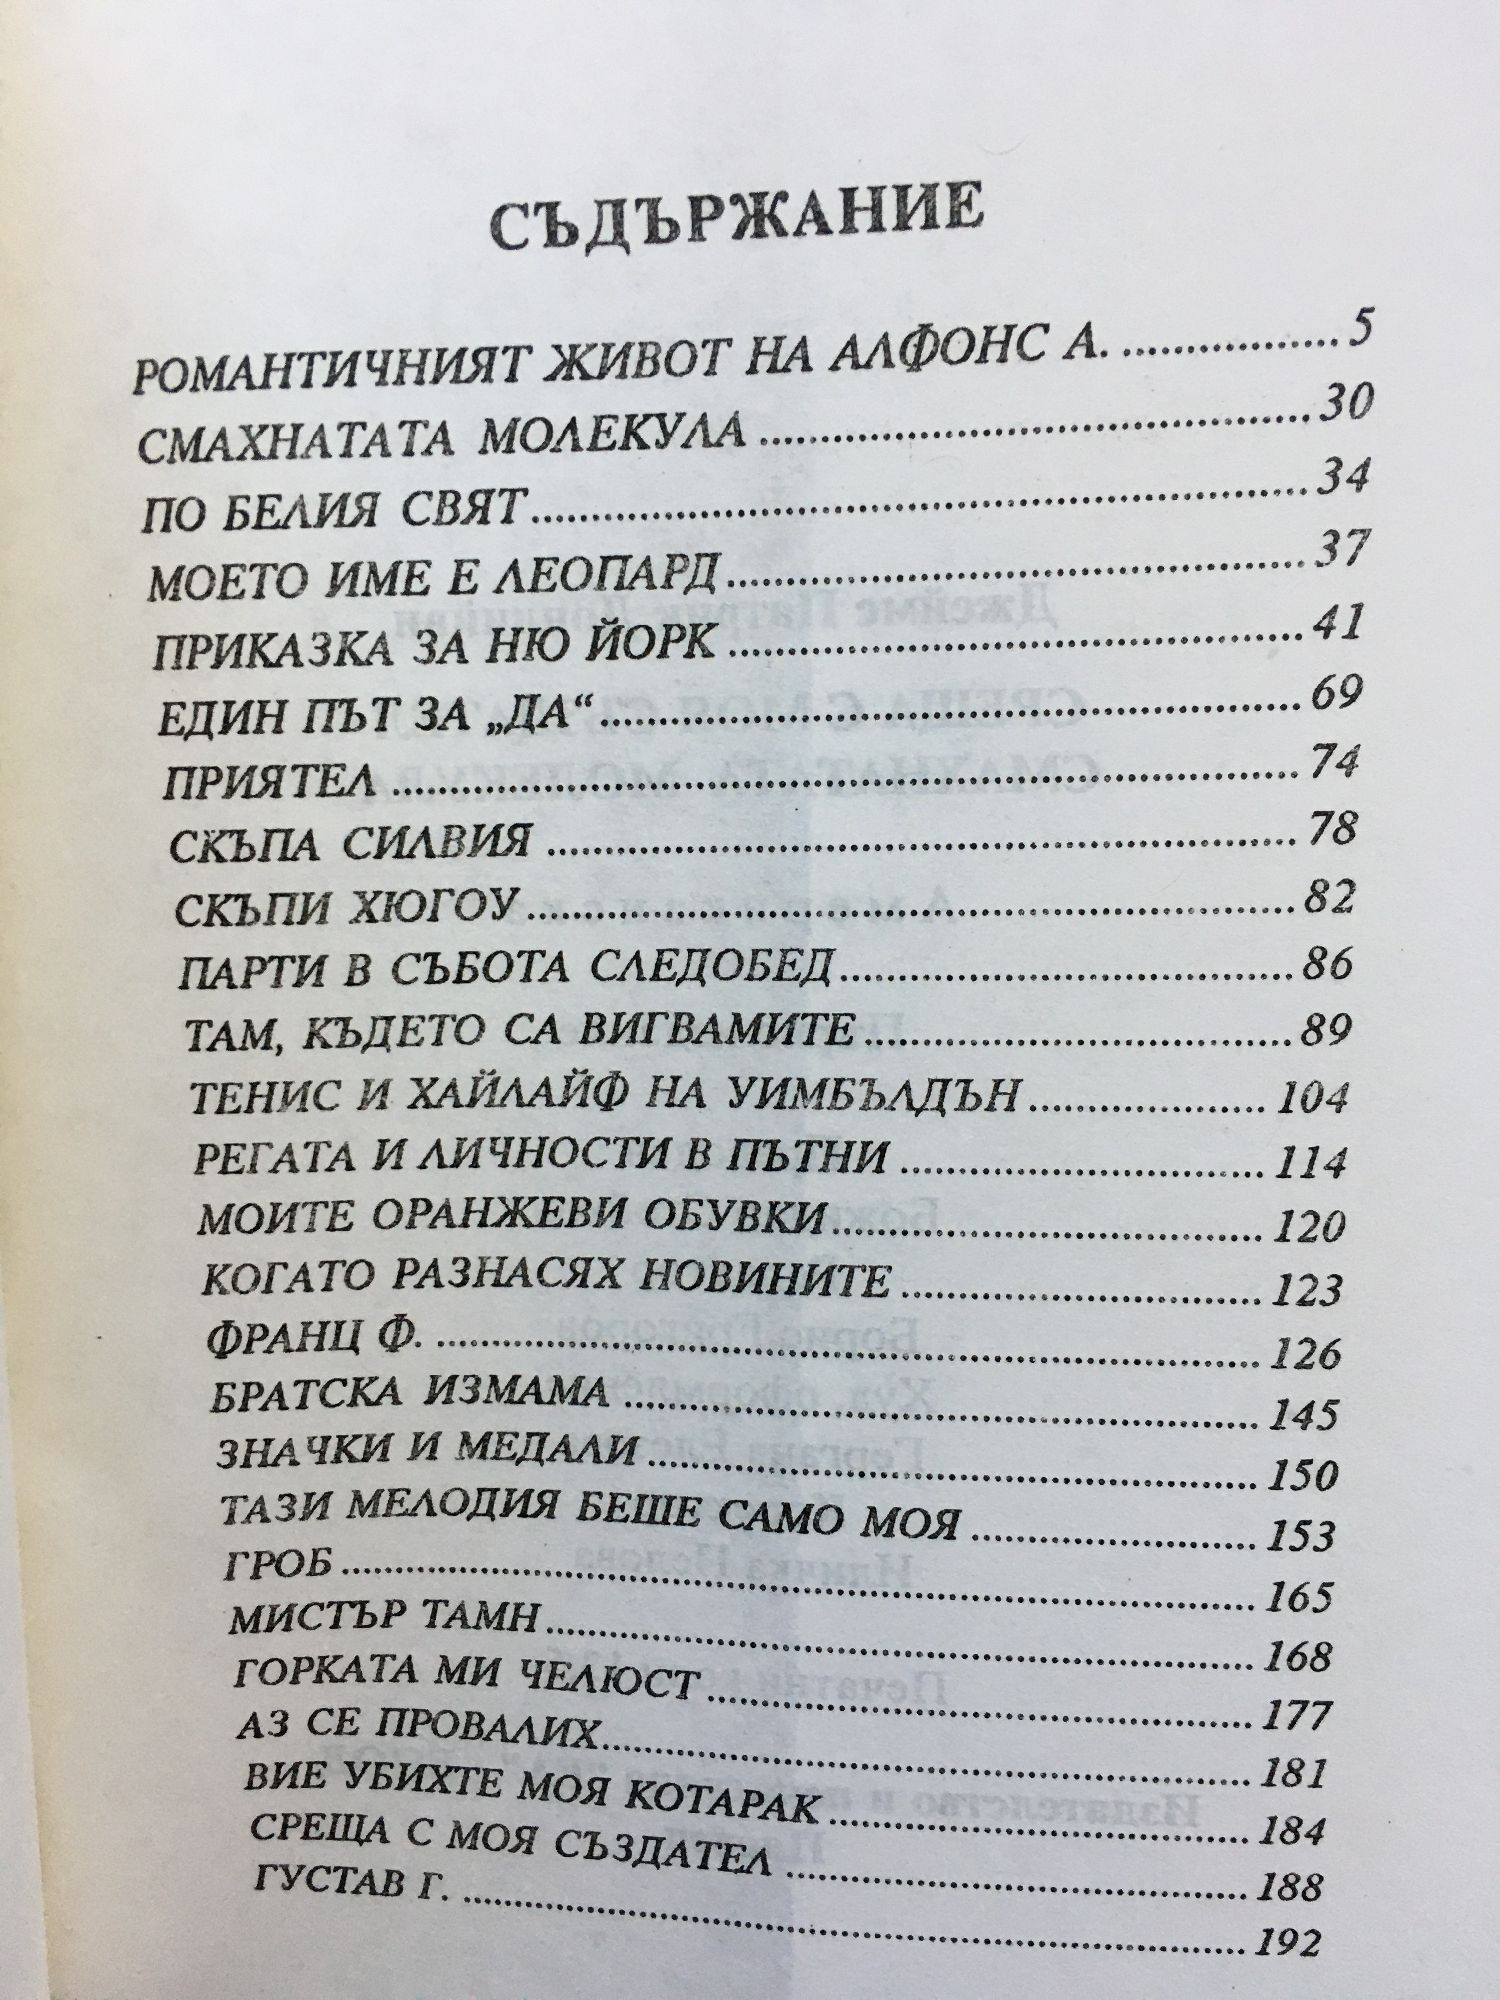 СЪДЪРЖАНИЕ
РОМАНТИЧНИЯТ ЖИВОТ НА АЛФОНС А. .................. 5
СМАХНАТАТА МОЛЕКУЛА .................. 30
ПО БЕЛИЯ СВЯТ .................. 34
МОЕТО ИМЕ Е ЛЕОПАРД .................. 37
ПРИКАЗКА ЗА НЮ ЙОРК .................. 41
ЕДИН ПЪТ ЗА „ДА“ .................. 69
ПРИЯТЕЛ .................. 74
СКЪПА СИЛВИЯ .................. 78
СКЪПИ ХЮГОУ .................. 82
ПАРТИ В СЪБОТА СЛЕДОБЕД .................. 86
ТАМ, КЪДЕТО СА ВИГВАМИТЕ .................. 89
ТЕНИС И ХАЙЛАЙФ НА УИМБЪЛДЪН .................. 104
РЕГАТА И ЛИЧНОСТИ В ПЪТНИ .................. 114
МОИТЕ ОРАНЖЕВИ ОБУВКИ .................. 120
КОГАТО РАЗНАСЯХ НОВИНИТЕ .................. 123
ФРАНЦ Ф. .................. 126
БРАТСКА ИЗМАМА .................. 145
ЗНАЧКИ И МЕДАЛИ .................. 150
ТАЗИ МЕЛОДИЯ БЕШЕ САМО МОЯ .................. 153
ГРОБ .................. 165
МИСТЪР ТАМН .................. 168
ГОРКАТА МИ ЧЕЛЮСТ .................. 177
АЗ СЕ ПРОВАЛИХ .................. 181
ВИЕ УБИХТЕ МОЯ КОТАРАК .................. 184
СРЕЩА С МОЯ СЪЗДАТЕЛ .................. 188
ГУСТАВ Г. .................. 192